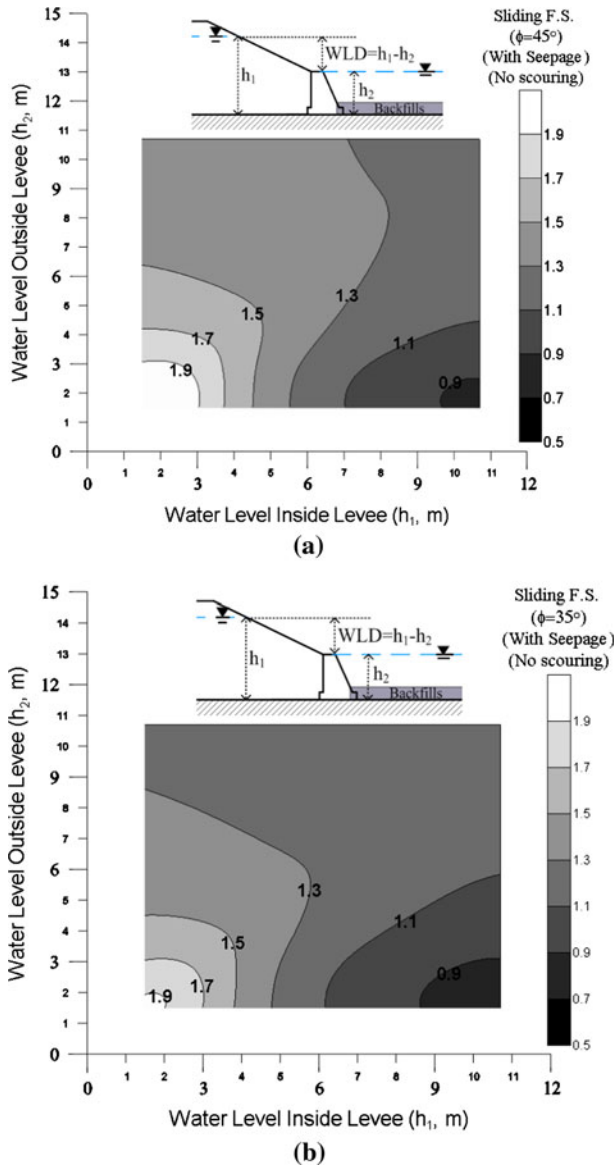 Sliding F.S.
(ϕ=45°)
(With Seepage)
(No scouring)
15
14
13
12
11
10
9
8
7
6
5
4
3
2
1
0
Water Level Outside Levee (h2, m)
h1
WLD=h1-h2
h2
Backfills
1.3
1.5
1.7
1.1
1.9
0.9
1.9
1.7
1.5
1.3
1.1
0.9
0.7
0.5
0 1 2 3 4 5 6 7 8 9 10 11 12
Water Level Inside Levee (h1, m)
(a)
Sliding F.S.
(ϕ=35°)
(With Seepage)
(No scouring)
15
14
13
12
11
10
9
8
7
6
5
4
3
2
1
0
Water Level Outside Levee (h2, m)
h1
WLD=h1-h2
h2
Backfills
1.3
1.1
1.5
1.7
1.9
0.9
1.9
1.7
1.5
1.3
1.1
0.9
0.7
0.5
0 1 2 3 4 5 6 7 8 9 10 11 12
Water Level Inside Levee (h1, m)
(b)